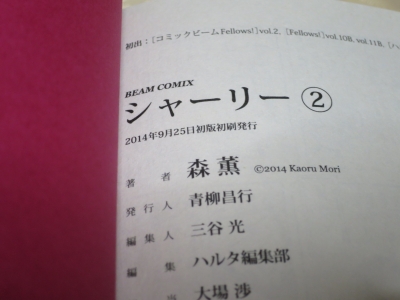 初出：［コミックビームFellows!］vol.2、［Fellows!］vol.10B、vol.11B、
BEAM COMIX
シャーリー ②
2014年9月25日初版初刷発行
著 者 森 薫 ©2014 Kaoru Mori
発行人 青柳昌行
編集人 三谷 光
編 集 ハルタ編集部
大場 渉